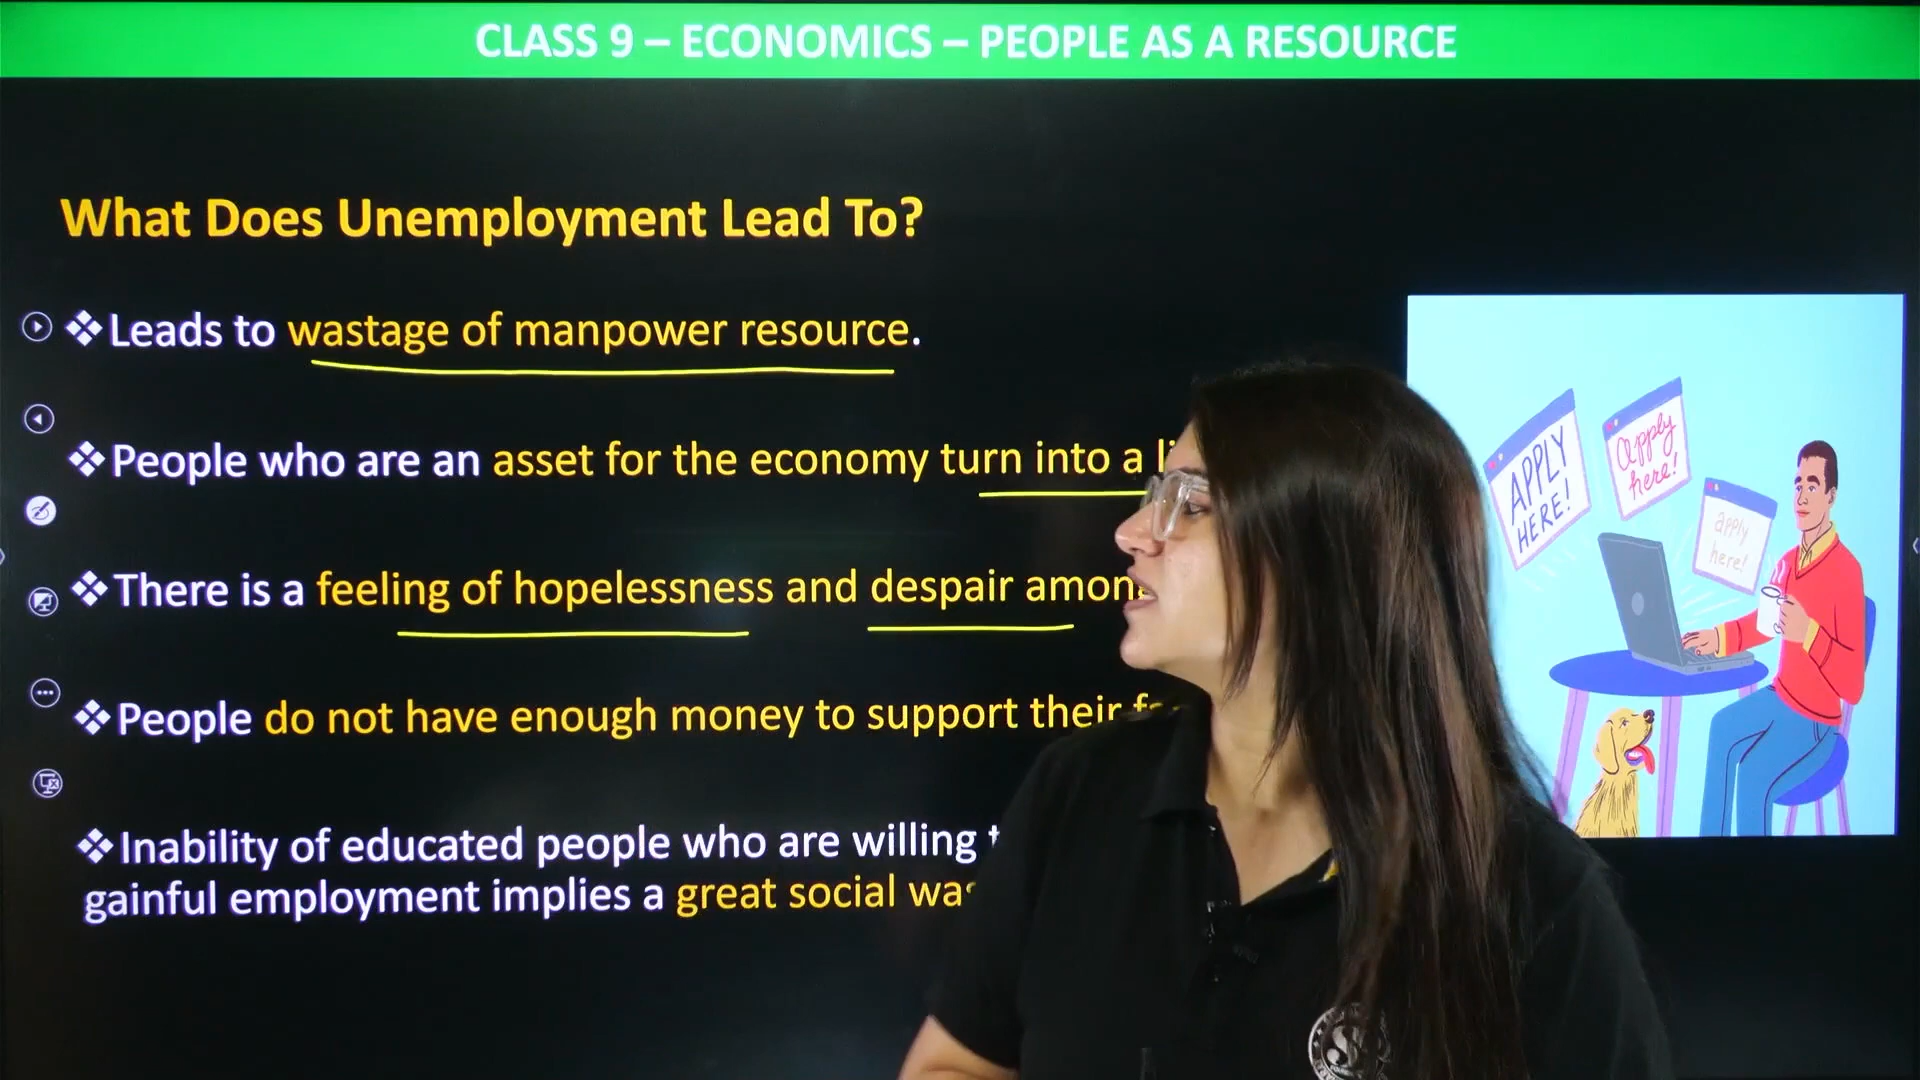 CLASS 9 – ECONOMICS – PEOPLE AS A RESOURCE
What Does Unemployment Lead To?
❖Leads to wastage of manpower resource.
❖People who are an asset for the economy turn into a
❖There is a feeling of hopelessness and despair
❖People do not have enough money to support their
❖Inability of educated people who are willing
gainful employment implies a great social
APPLY
HERE!
apply
here!
apply
here!